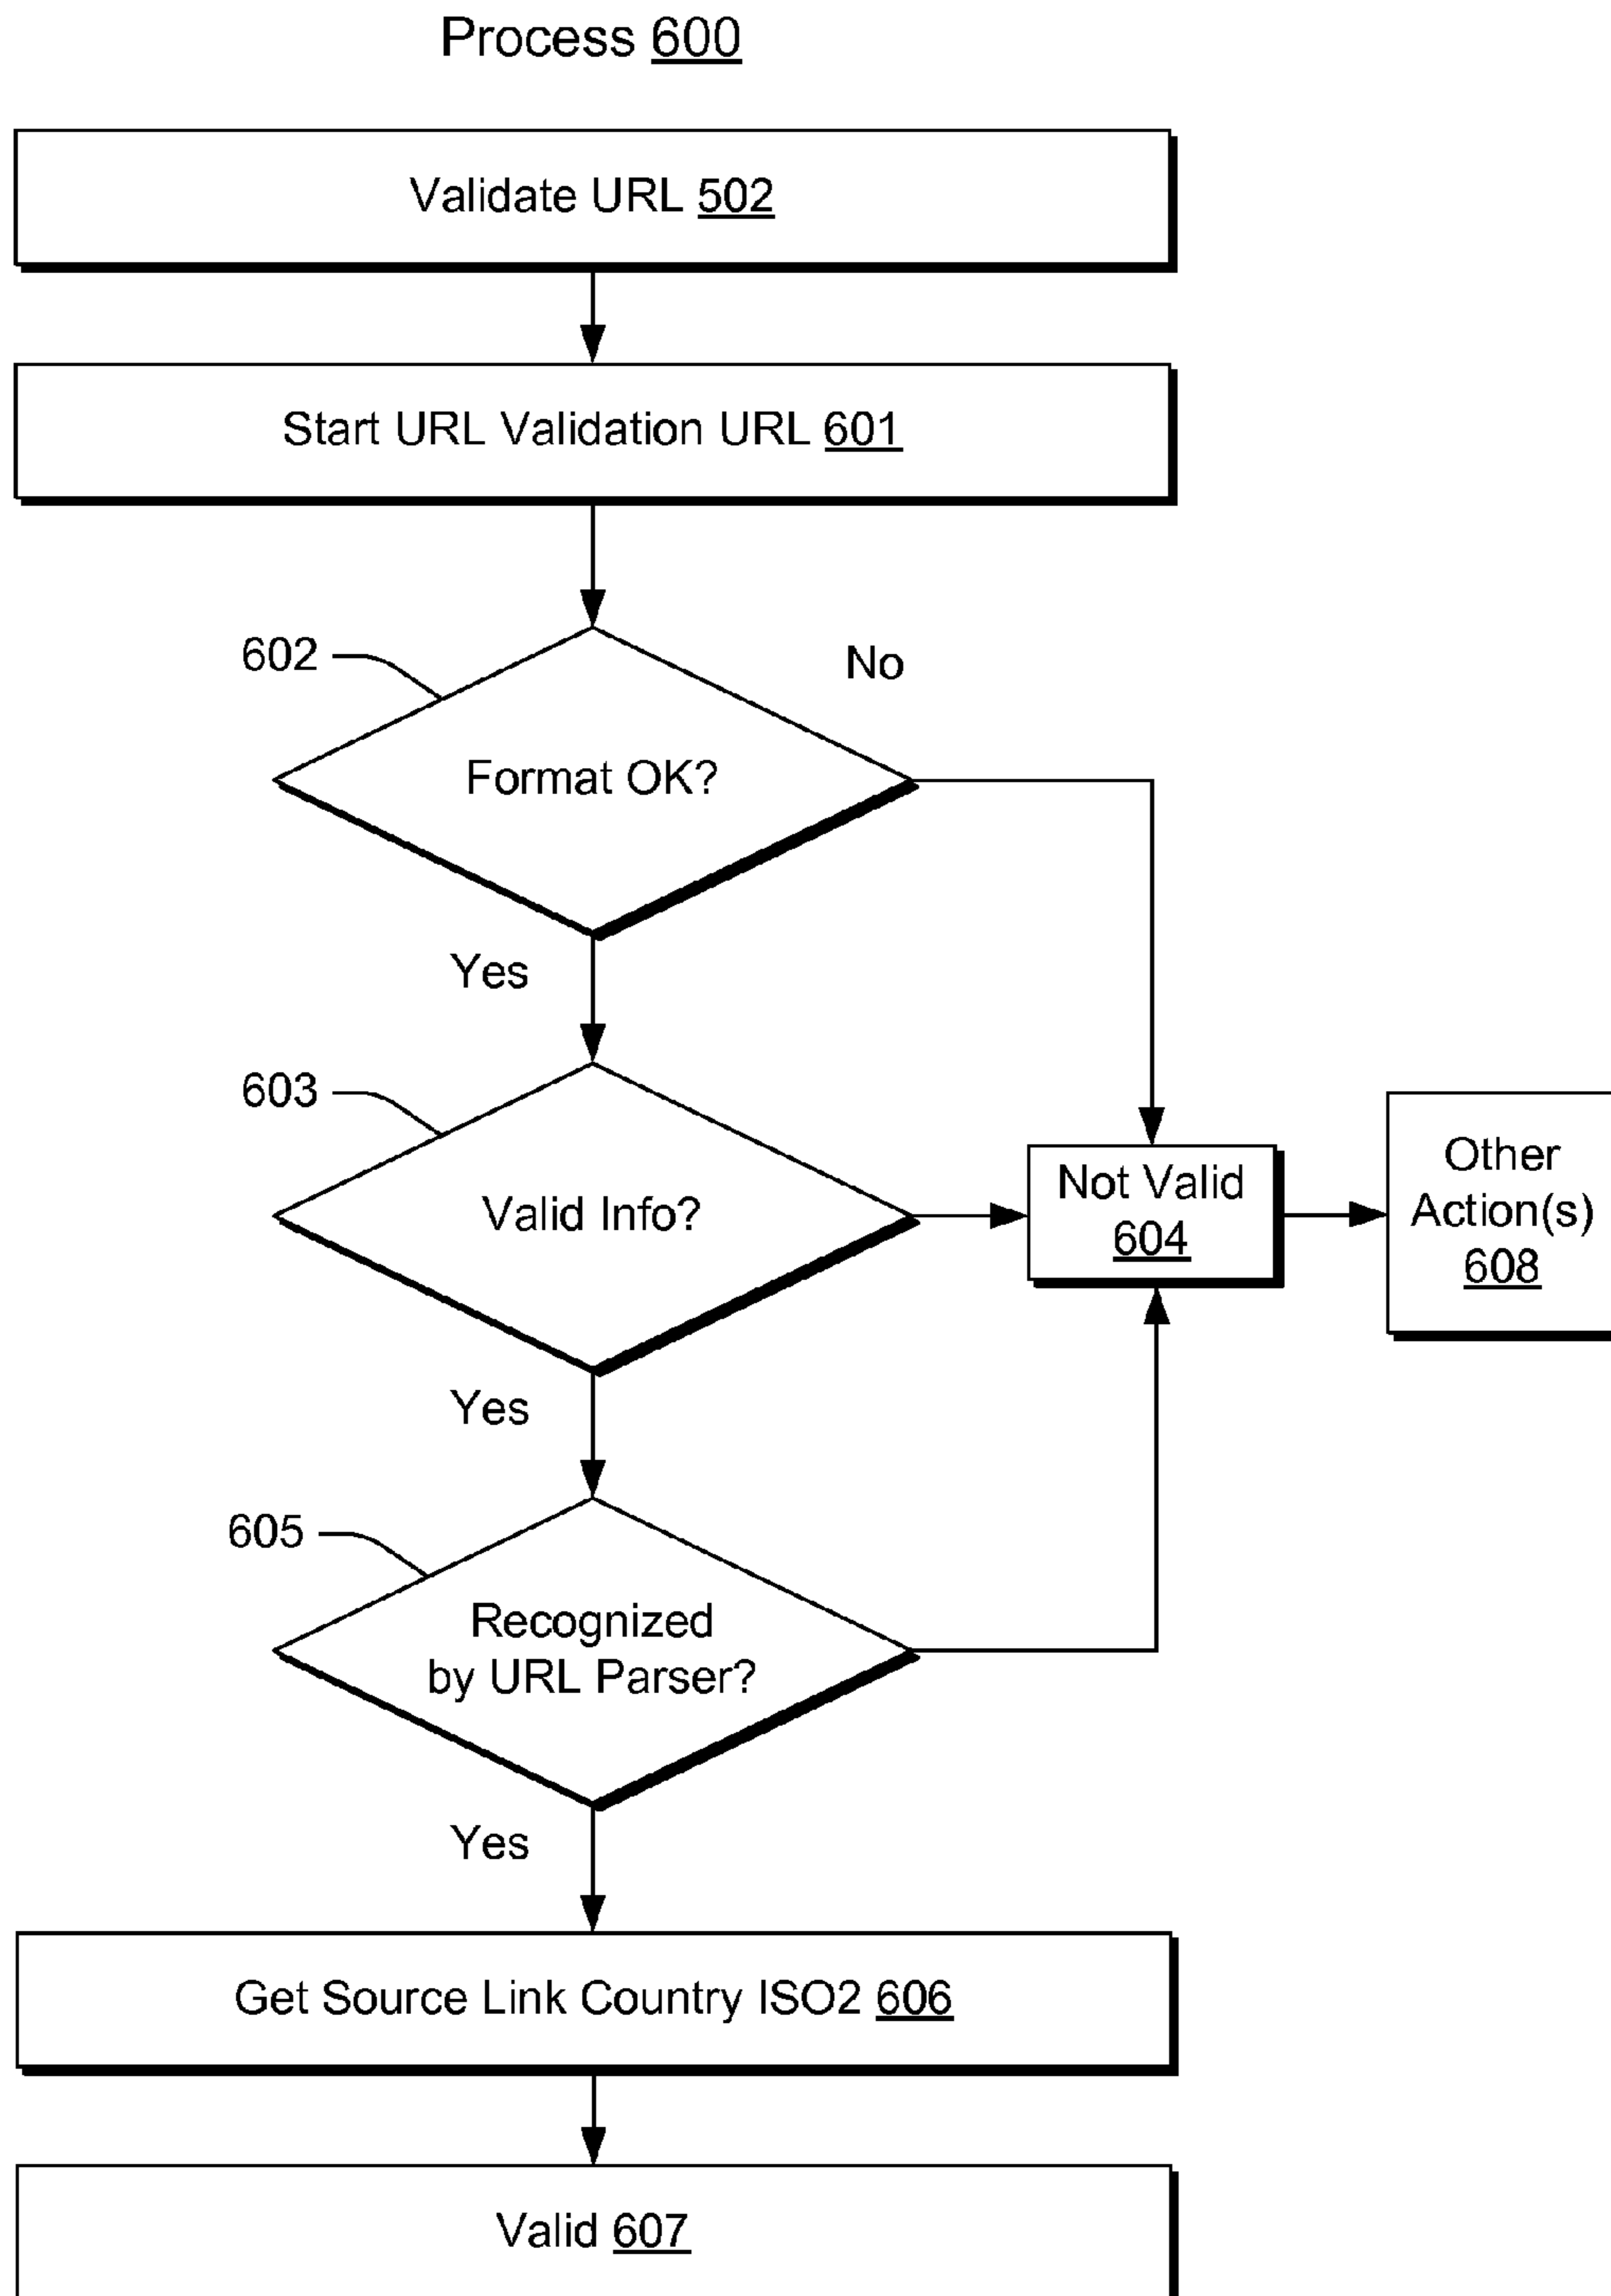 Process 600
Validate URL 502
Start URL Validation URL 601
602
No
Format OK?
Yes
603
Valid Info?
Not Valid
604
Other
Action(s)
608
Yes
605
Recognized
by URL Parser?
Yes
Get Source Link Country ISO2 606
Valid 607